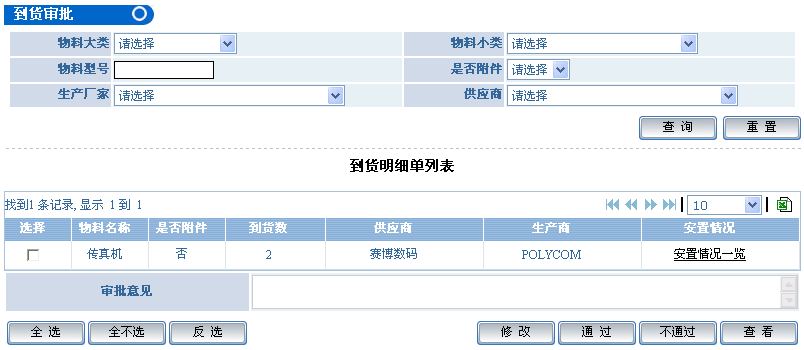 到货审批
物料大类 请选择 物料小类 请选择
物料型号 是否附件 请选择
生产厂家 请选择 供应商 请选择
查 询 重 置
到货明细单列表
找到1 条记录, 显示 1 到 1 10
选择 物料名称 是否附件 到货数 供应商 生产商 安置情况
传真机 否 2 赛博数码 POLYCOM 安置情况一览
审批意见
全 选 全不选 反 选 修 改 通 过 不通过 查 看